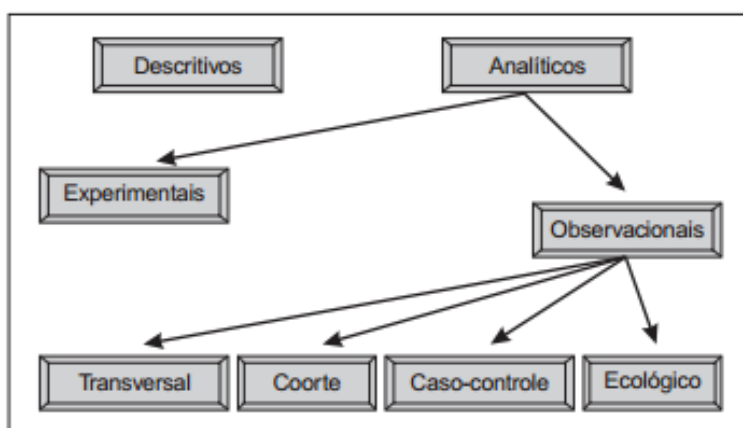 Descritivos
Analíticos
Experimentais
Observacionais
Transversal
Coorte
Caso-controle
Ecológico